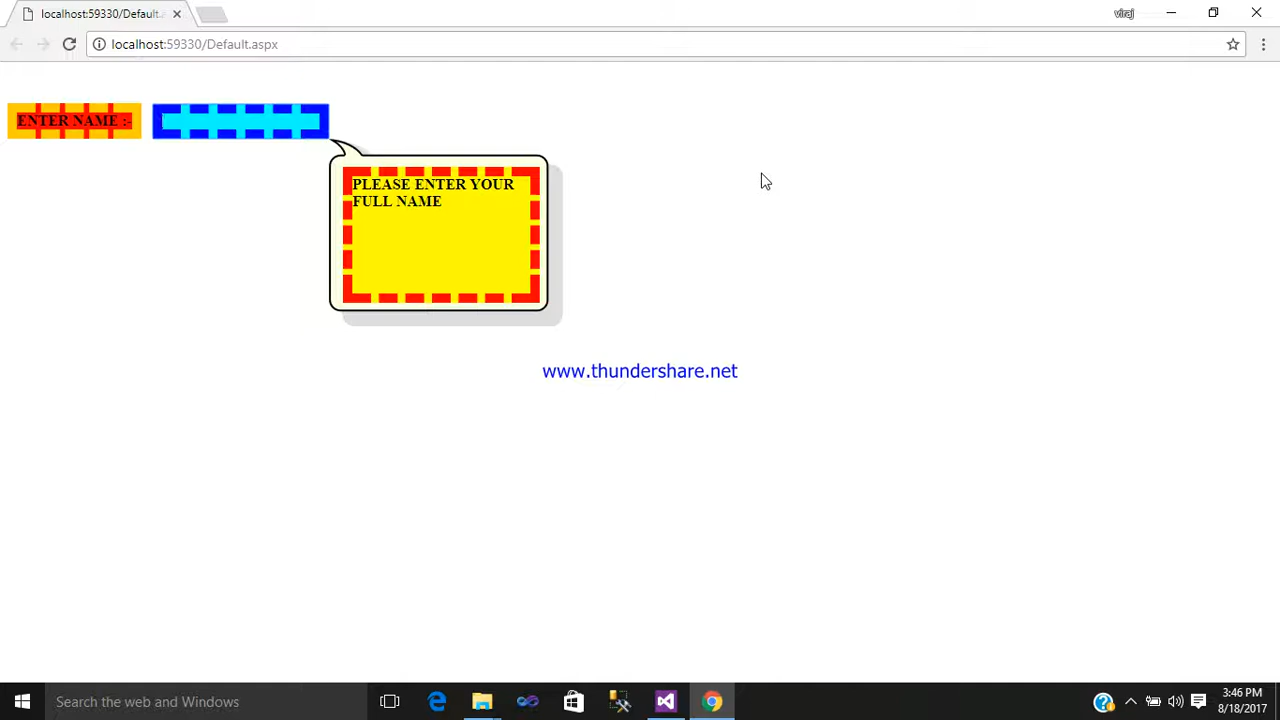 localhost:59330/Default.
viraj
localhost:59330/Default.aspx
ENTER NAME :-
PLEASE ENTER YOUR
FULL NAME
www.thundershare.net
Search the web and Windows
3:46 PM
8/18/2017